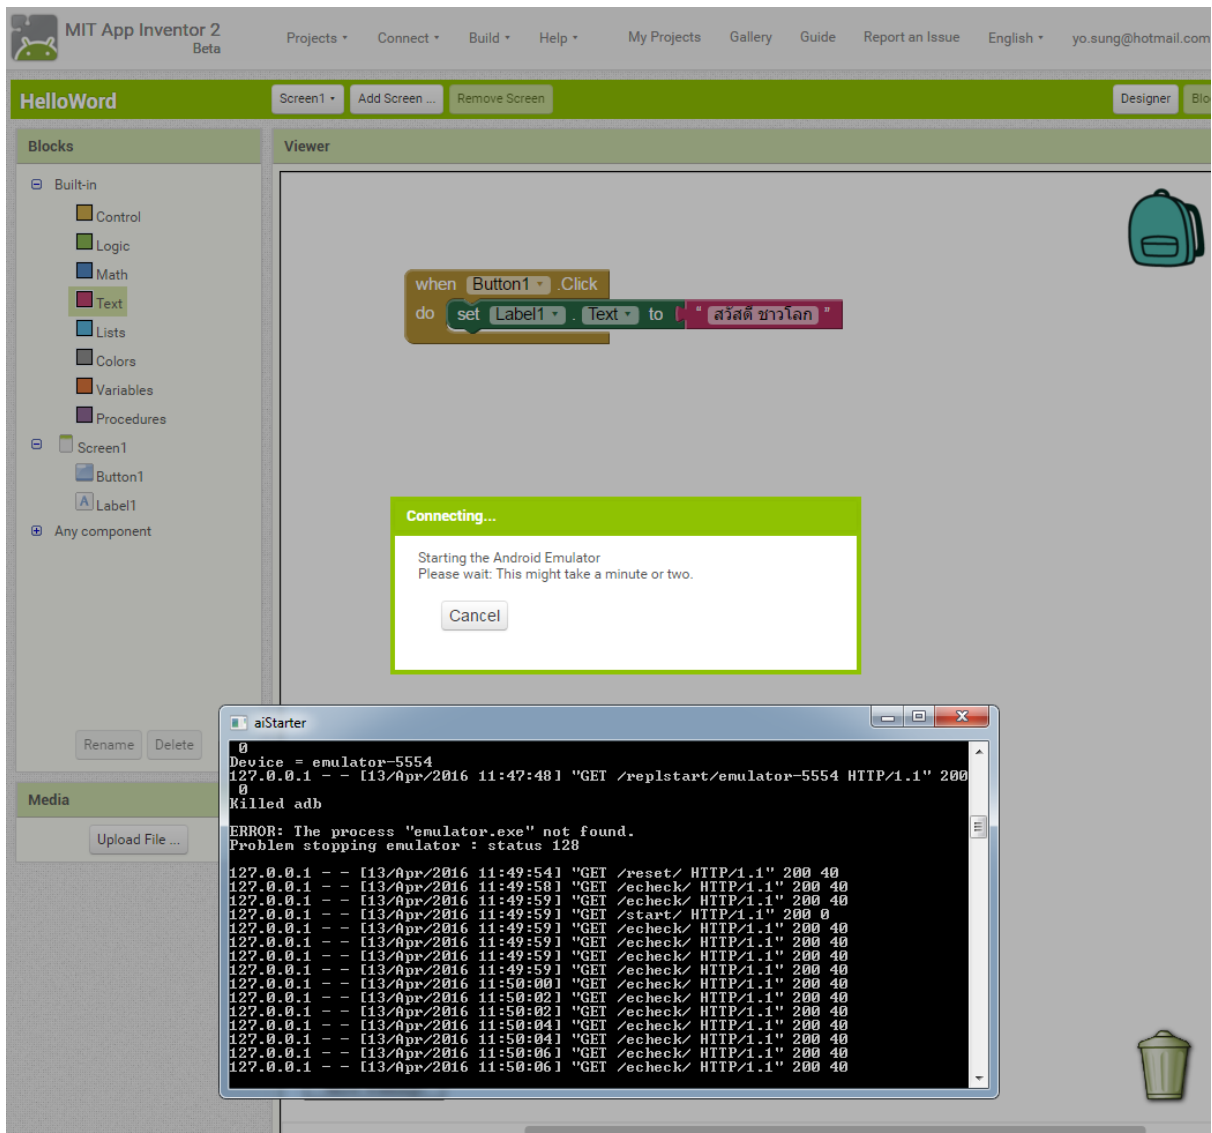 MIT App Inventor 2
Beta
Projects Connect Build Help My Projects Gallery Guide Report an Issue English yo.sung@hotmail.com
HelloWord
Screen1 Add Screen ... Remove Screen Designer Blo
Blocks
Viewer
Built-in
Control
Logic
Math
Text
Lists
Colors
Variables
Procedures
Screen1
Button1
Label1
Any component
when Button1 .Click
do set Label1 . Text to " สวัสดี ชาวโลก "
Connecting...
Starting the Android Emulator
Please wait: This might take a minute or two.
Cancel
Rename Delete
Media
Upload File ...
aiStarter
0
Device = emulator-5554
127.0.0.1 - - [13/Apr/2016 11:47:48] "GET /replstart/emulator-5554 HTTP/1.1" 200
0
Killed adb
ERROR: The process "emulator.exe" not found.
Problem stopping emulator : status 128
127.0.0.1 - - [13/Apr/2016 11:49:54] "GET /reset/ HTTP/1.1" 200 40
127.0.0.1 - - [13/Apr/2016 11:49:58] "GET /echeck/ HTTP/1.1" 200 40
127.0.0.1 - - [13/Apr/2016 11:49:59] "GET /echeck/ HTTP/1.1" 200 40
127.0.0.1 - - [13/Apr/2016 11:49:59] "GET /start/ HTTP/1.1" 200 0
127.0.0.1 - - [13/Apr/2016 11:49:59] "GET /echeck/ HTTP/1.1" 200 40
127.0.0.1 - - [13/Apr/2016 11:49:59] "GET /echeck/ HTTP/1.1" 200 40
127.0.0.1 - - [13/Apr/2016 11:49:59] "GET /echeck/ HTTP/1.1" 200 40
127.0.0.1 - - [13/Apr/2016 11:49:59] "GET /echeck/ HTTP/1.1" 200 40
127.0.0.1 - - [13/Apr/2016 11:50:00] "GET /echeck/ HTTP/1.1" 200 40
127.0.0.1 - - [13/Apr/2016 11:50:02] "GET /echeck/ HTTP/1.1" 200 40
127.0.0.1 - - [13/Apr/2016 11:50:02] "GET /echeck/ HTTP/1.1" 200 40
127.0.0.1 - - [13/Apr/2016 11:50:04] "GET /echeck/ HTTP/1.1" 200 40
127.0.0.1 - - [13/Apr/2016 11:50:04] "GET /echeck/ HTTP/1.1" 200 40
127.0.0.1 - - [13/Apr/2016 11:50:06] "GET /echeck/ HTTP/1.1" 200 40
127.0.0.1 - - [13/Apr/2016 11:50:06] "GET /echeck/ HTTP/1.1" 200 40